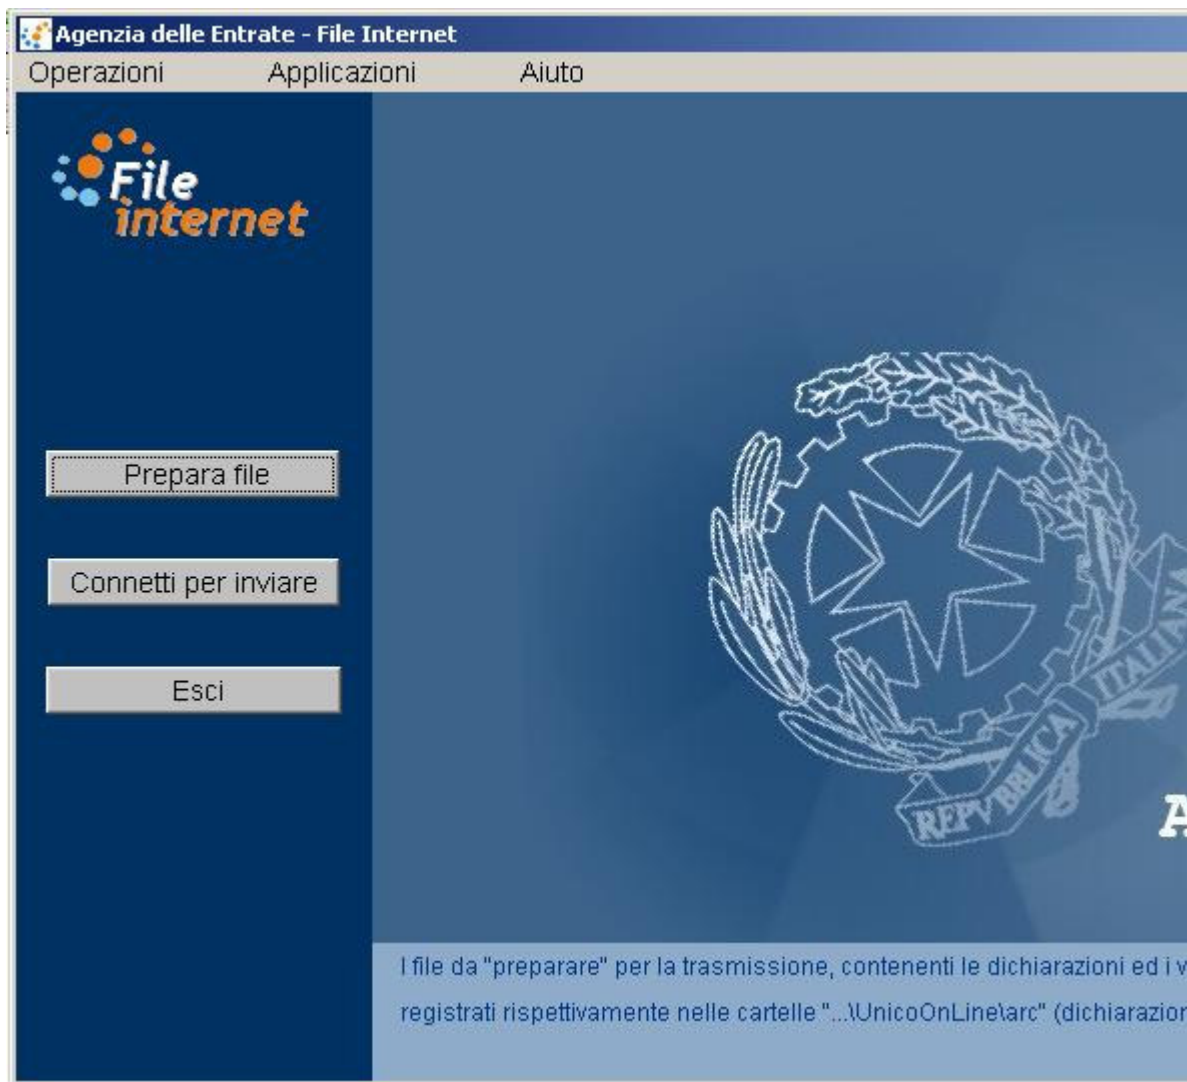 Agenzia delle Entrate - File Internet
Operazioni Applicazioni Aiuto
File
internet
Prepara file
Connetti per inviare
Esci
REPVBBLICA ITALIANA
A
I file da "preparare" per la trasmissione, contenenti le dichiarazioni ed i v
registrati rispettivamente nelle cartelle "...\UnicoOnLine\arc" (dichiarazion